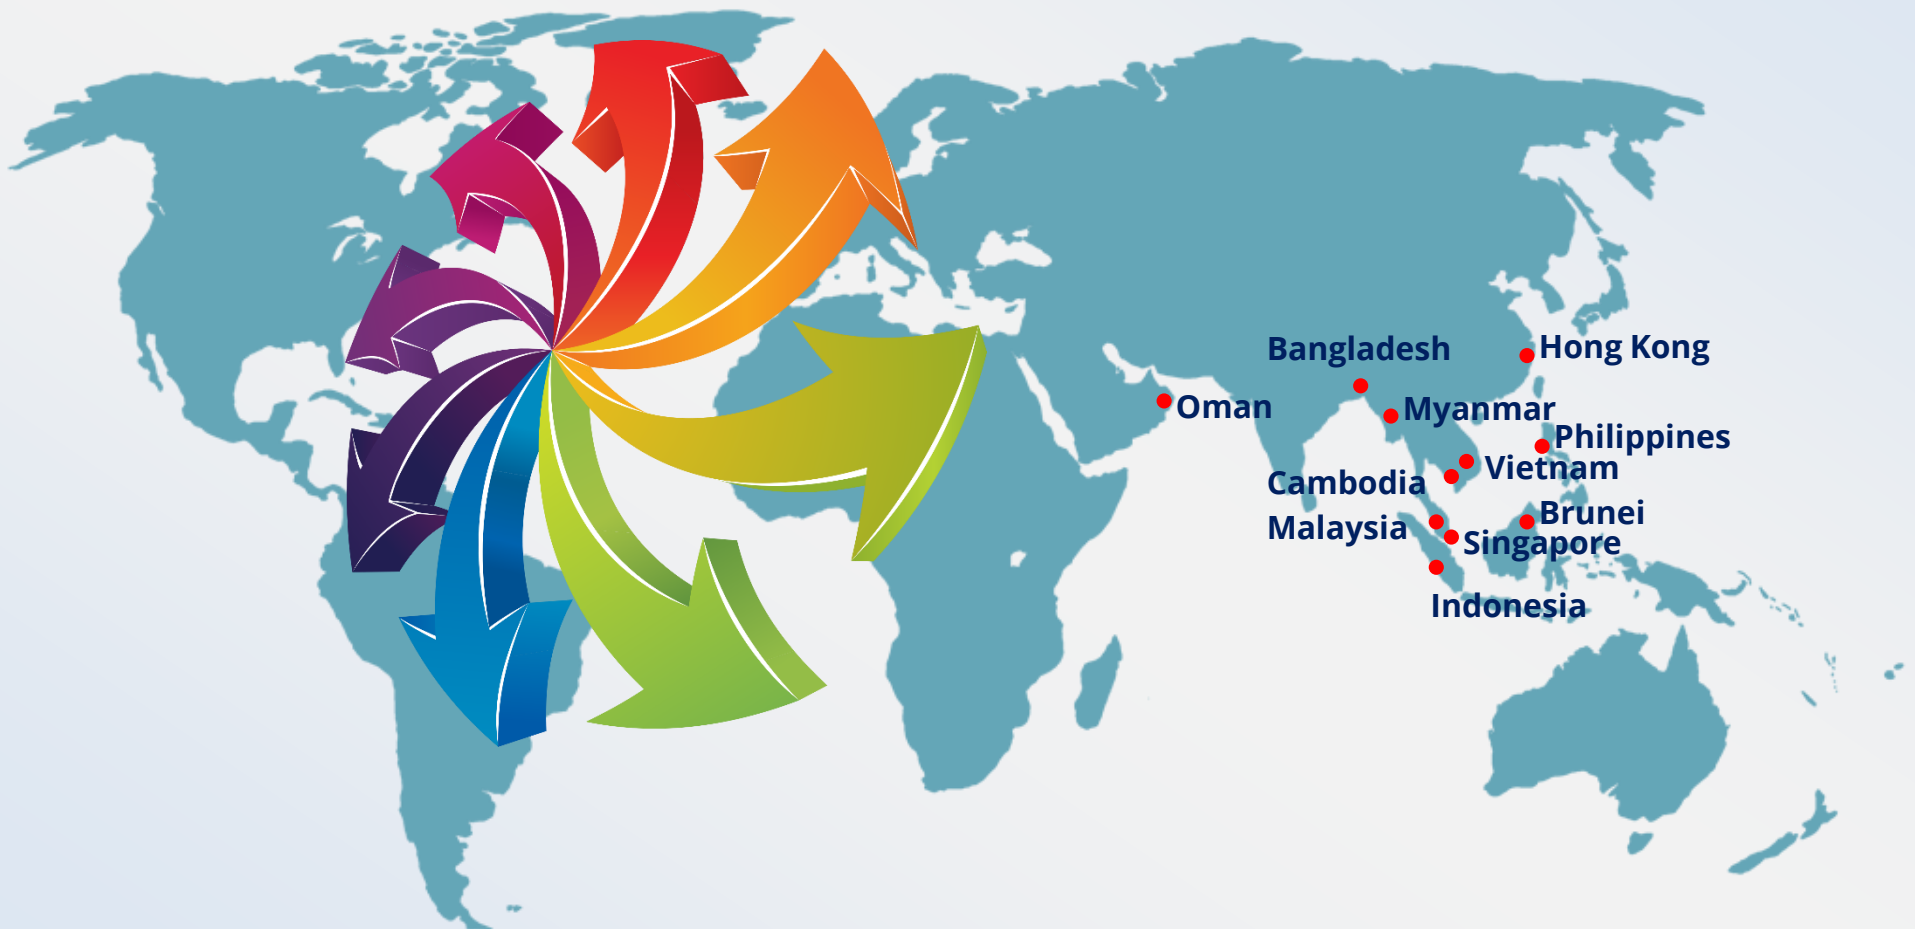 Bangladesh
Hong Kong
Oman
Myanmar
Philippines
Vietnam
Cambodia
Brunei
Malaysia
Singapore
Indonesia